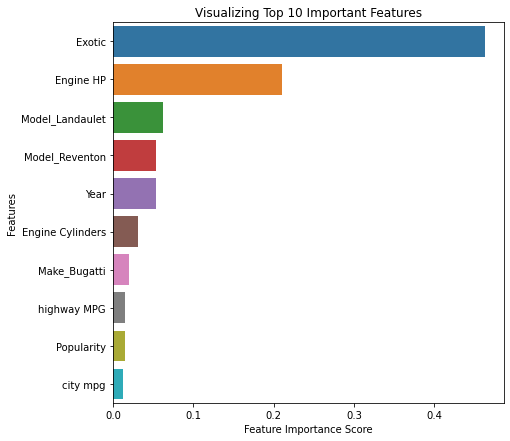 Visualizing Top 10 Important Features
Exotic
Engine HP
Model_Landaulet
Model_Reventon
Year
Engine Cylinders
Make_Bugatti
highway MPG
Popularity
city mpg
Features
0.0 0.1 0.2 0.3 0.4
Feature Importance Score